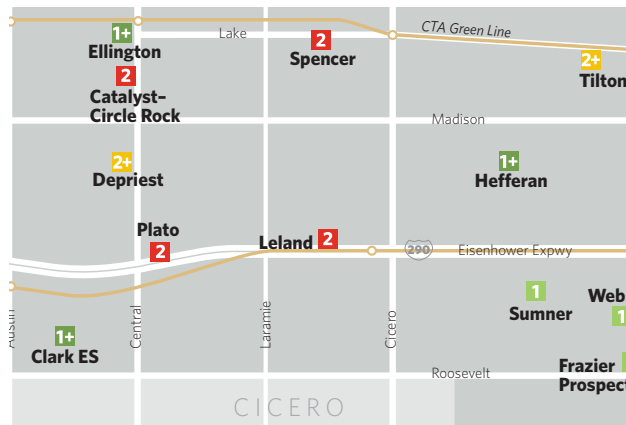 1+
Ellington
Lake
2
Spencer
CTA Green Line
2+
Tilton
2
Catalyst–
Circle Rock
Madison
2+
Depriest
1+
Hefferan
Plato
2
Leland 2
290
Eisenhower Expwy
1
Sumner
Web
1
Austin
Central
Laramie
Cicero
1+
Clark ES
Roosevelt
Frazier
Prospect
CICERO